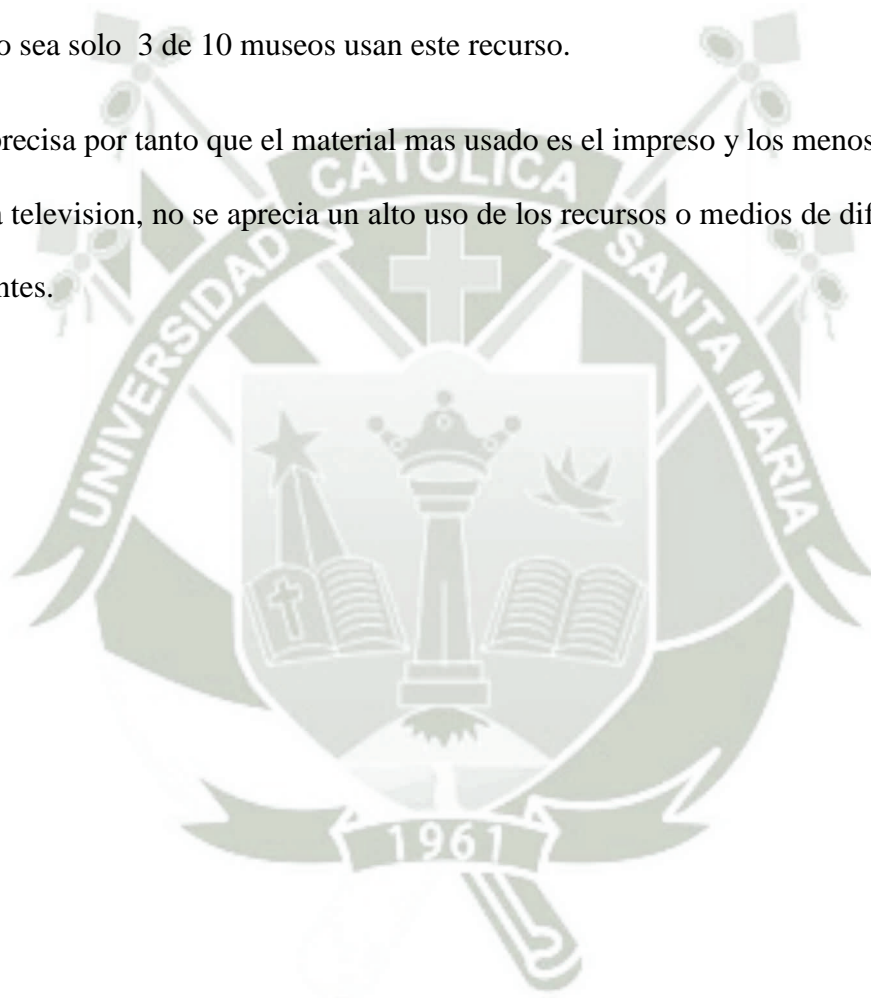 o sea solo 3 de 10 museos usan este recurso.
precisa por tanto que el material mas usado es el impreso y los menos
a television, no se aprecia un alto uso de los recursos o medios de dif
ntes.
UNIVERSIDAD CATOLICA SANTA MARIA
1961